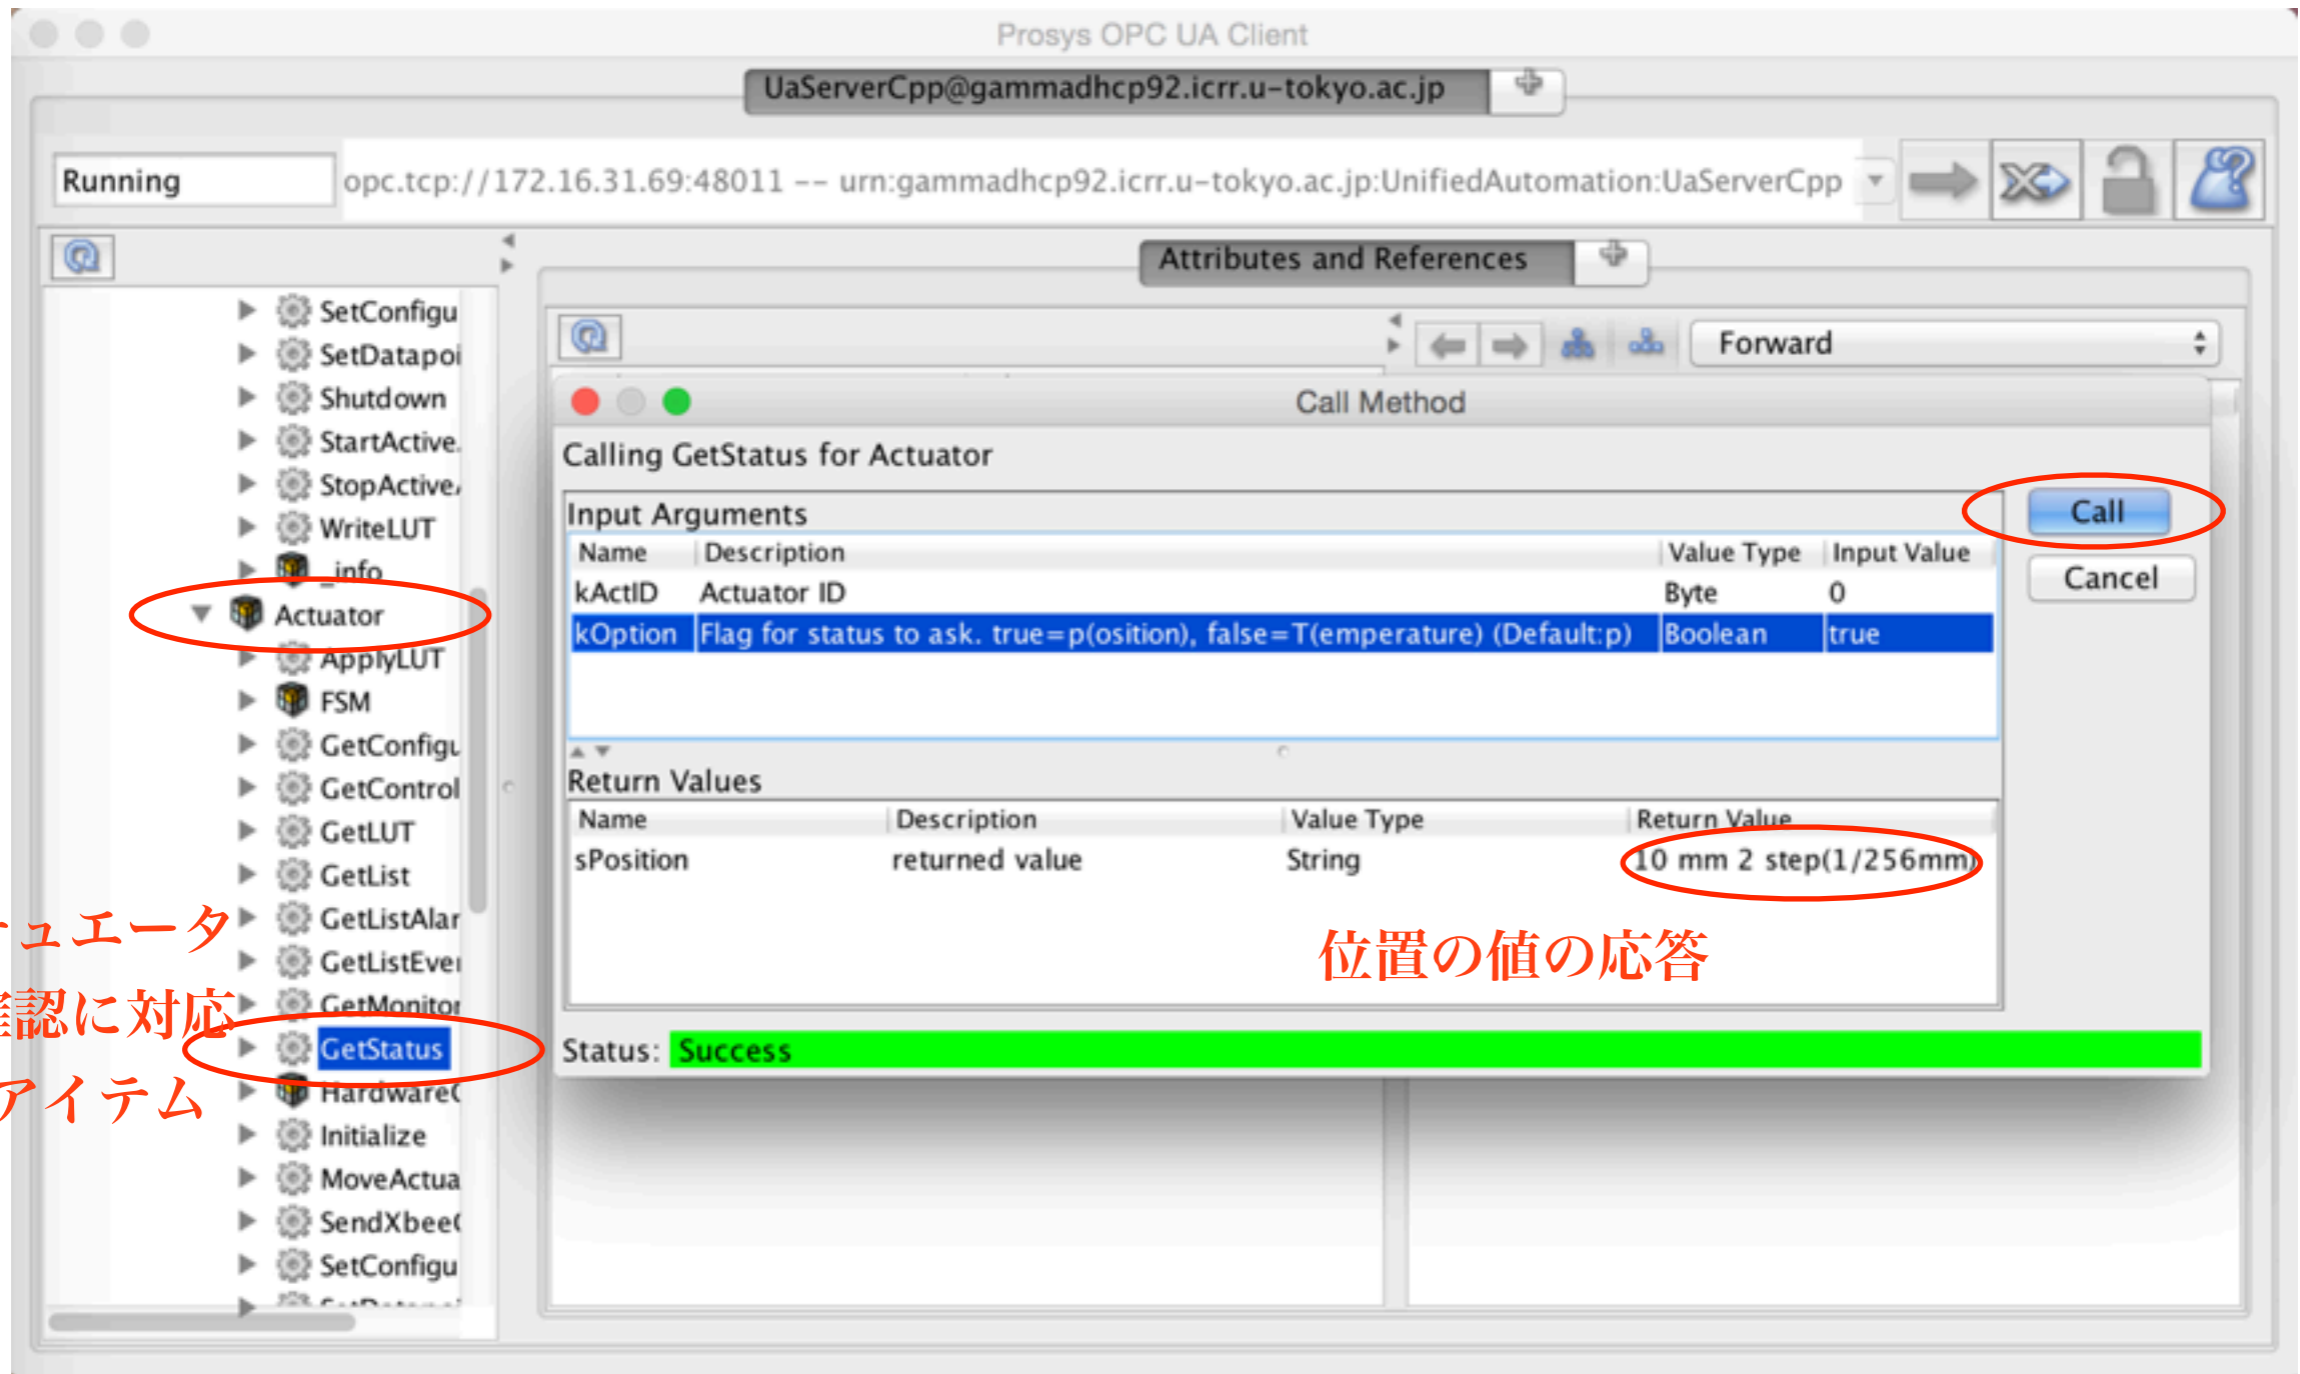 Prosys OPC UA Client
UaServerCpp@gammadhcp92.icrr.u-tokyo.ac.jp
Running
opc.tcp://172.16.31.69:48011 -- urn:gammadhcp92.icrr.u-tokyo.ac.jp:UnifiedAutomation:UaServerCpp
Attributes and References
Forward
SetConfigu
SetDatapoi
Shutdown
StartActive.
StopActive
WriteLUT
_info
Actuator
ApplyLUT
FSM
GetConfigu
GetControl
GetLUT
GetList
GetListAlar
GetListEve
GetMonitor
GetStatus
Hardware
Initialize
MoveActua
SendXbee
SetConfigu
ュエータ
認に対応
アイテム
Call Method
Calling GetStatus for Actuator
Input Arguments
Name Description Value Type Input Value
kActID Actuator ID Byte 0
kOption Flag for status to ask. true=p(osition), false=T(emperature) (Default:p) Boolean true
Call
Cancel
Return Values
Name Description Value Type Return Value
sPosition returned value String 10 mm 2 step(1/256mm)
位置の値の応答
Status: Success